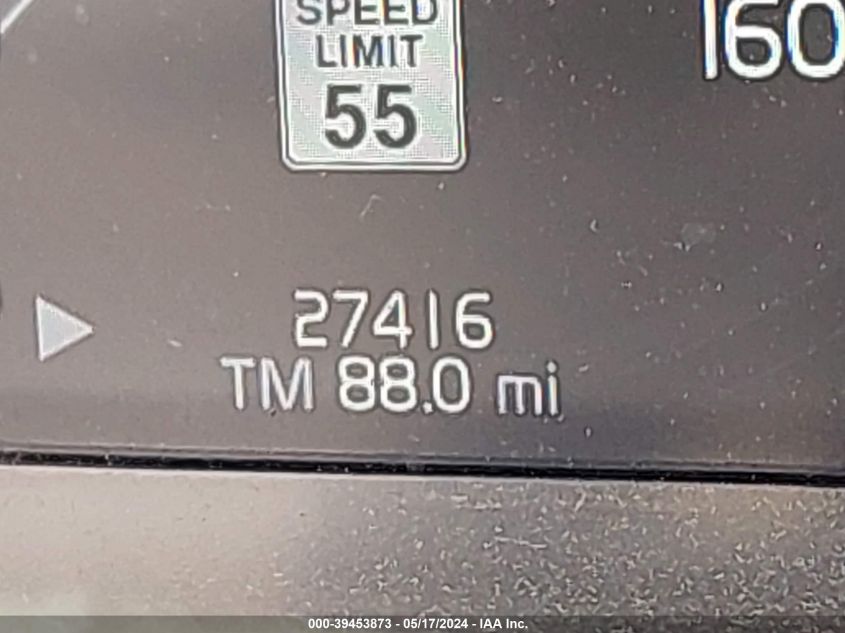 SPEED
LIMIT
55
160
27416
TM 88.0 mi
000-39453873 - 05/17/2024 - IAA Inc.